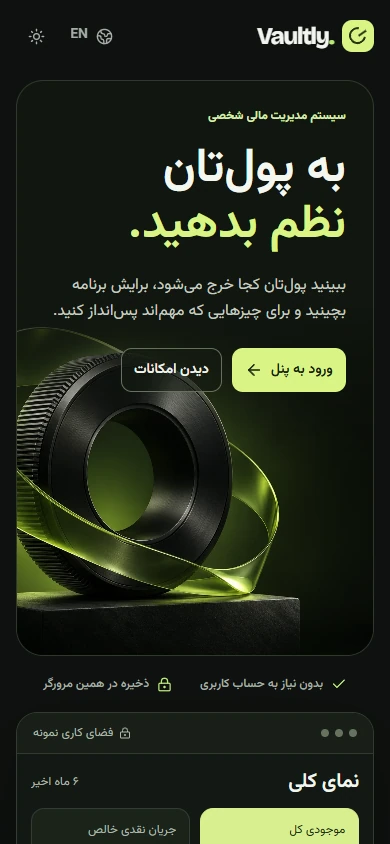 Vaultly.
EN
سیستم مدیریت مالی شخصی
به پول‌تان
نظم بدهید.
ببینید پول‌تان کجا خرج می‌شود، برایش برنامه
بچینید و برای چیزهایی که مهم‌اند پس‌انداز کنید.
ورود به پنل
دیدن امکانات
بدون نیاز به حساب کاربری
ذخیره در همین مرورگر
فضای کاری نمونه
نمای کلی
۶ ماه اخیر
موجودی کل
جریان نقدی خالص